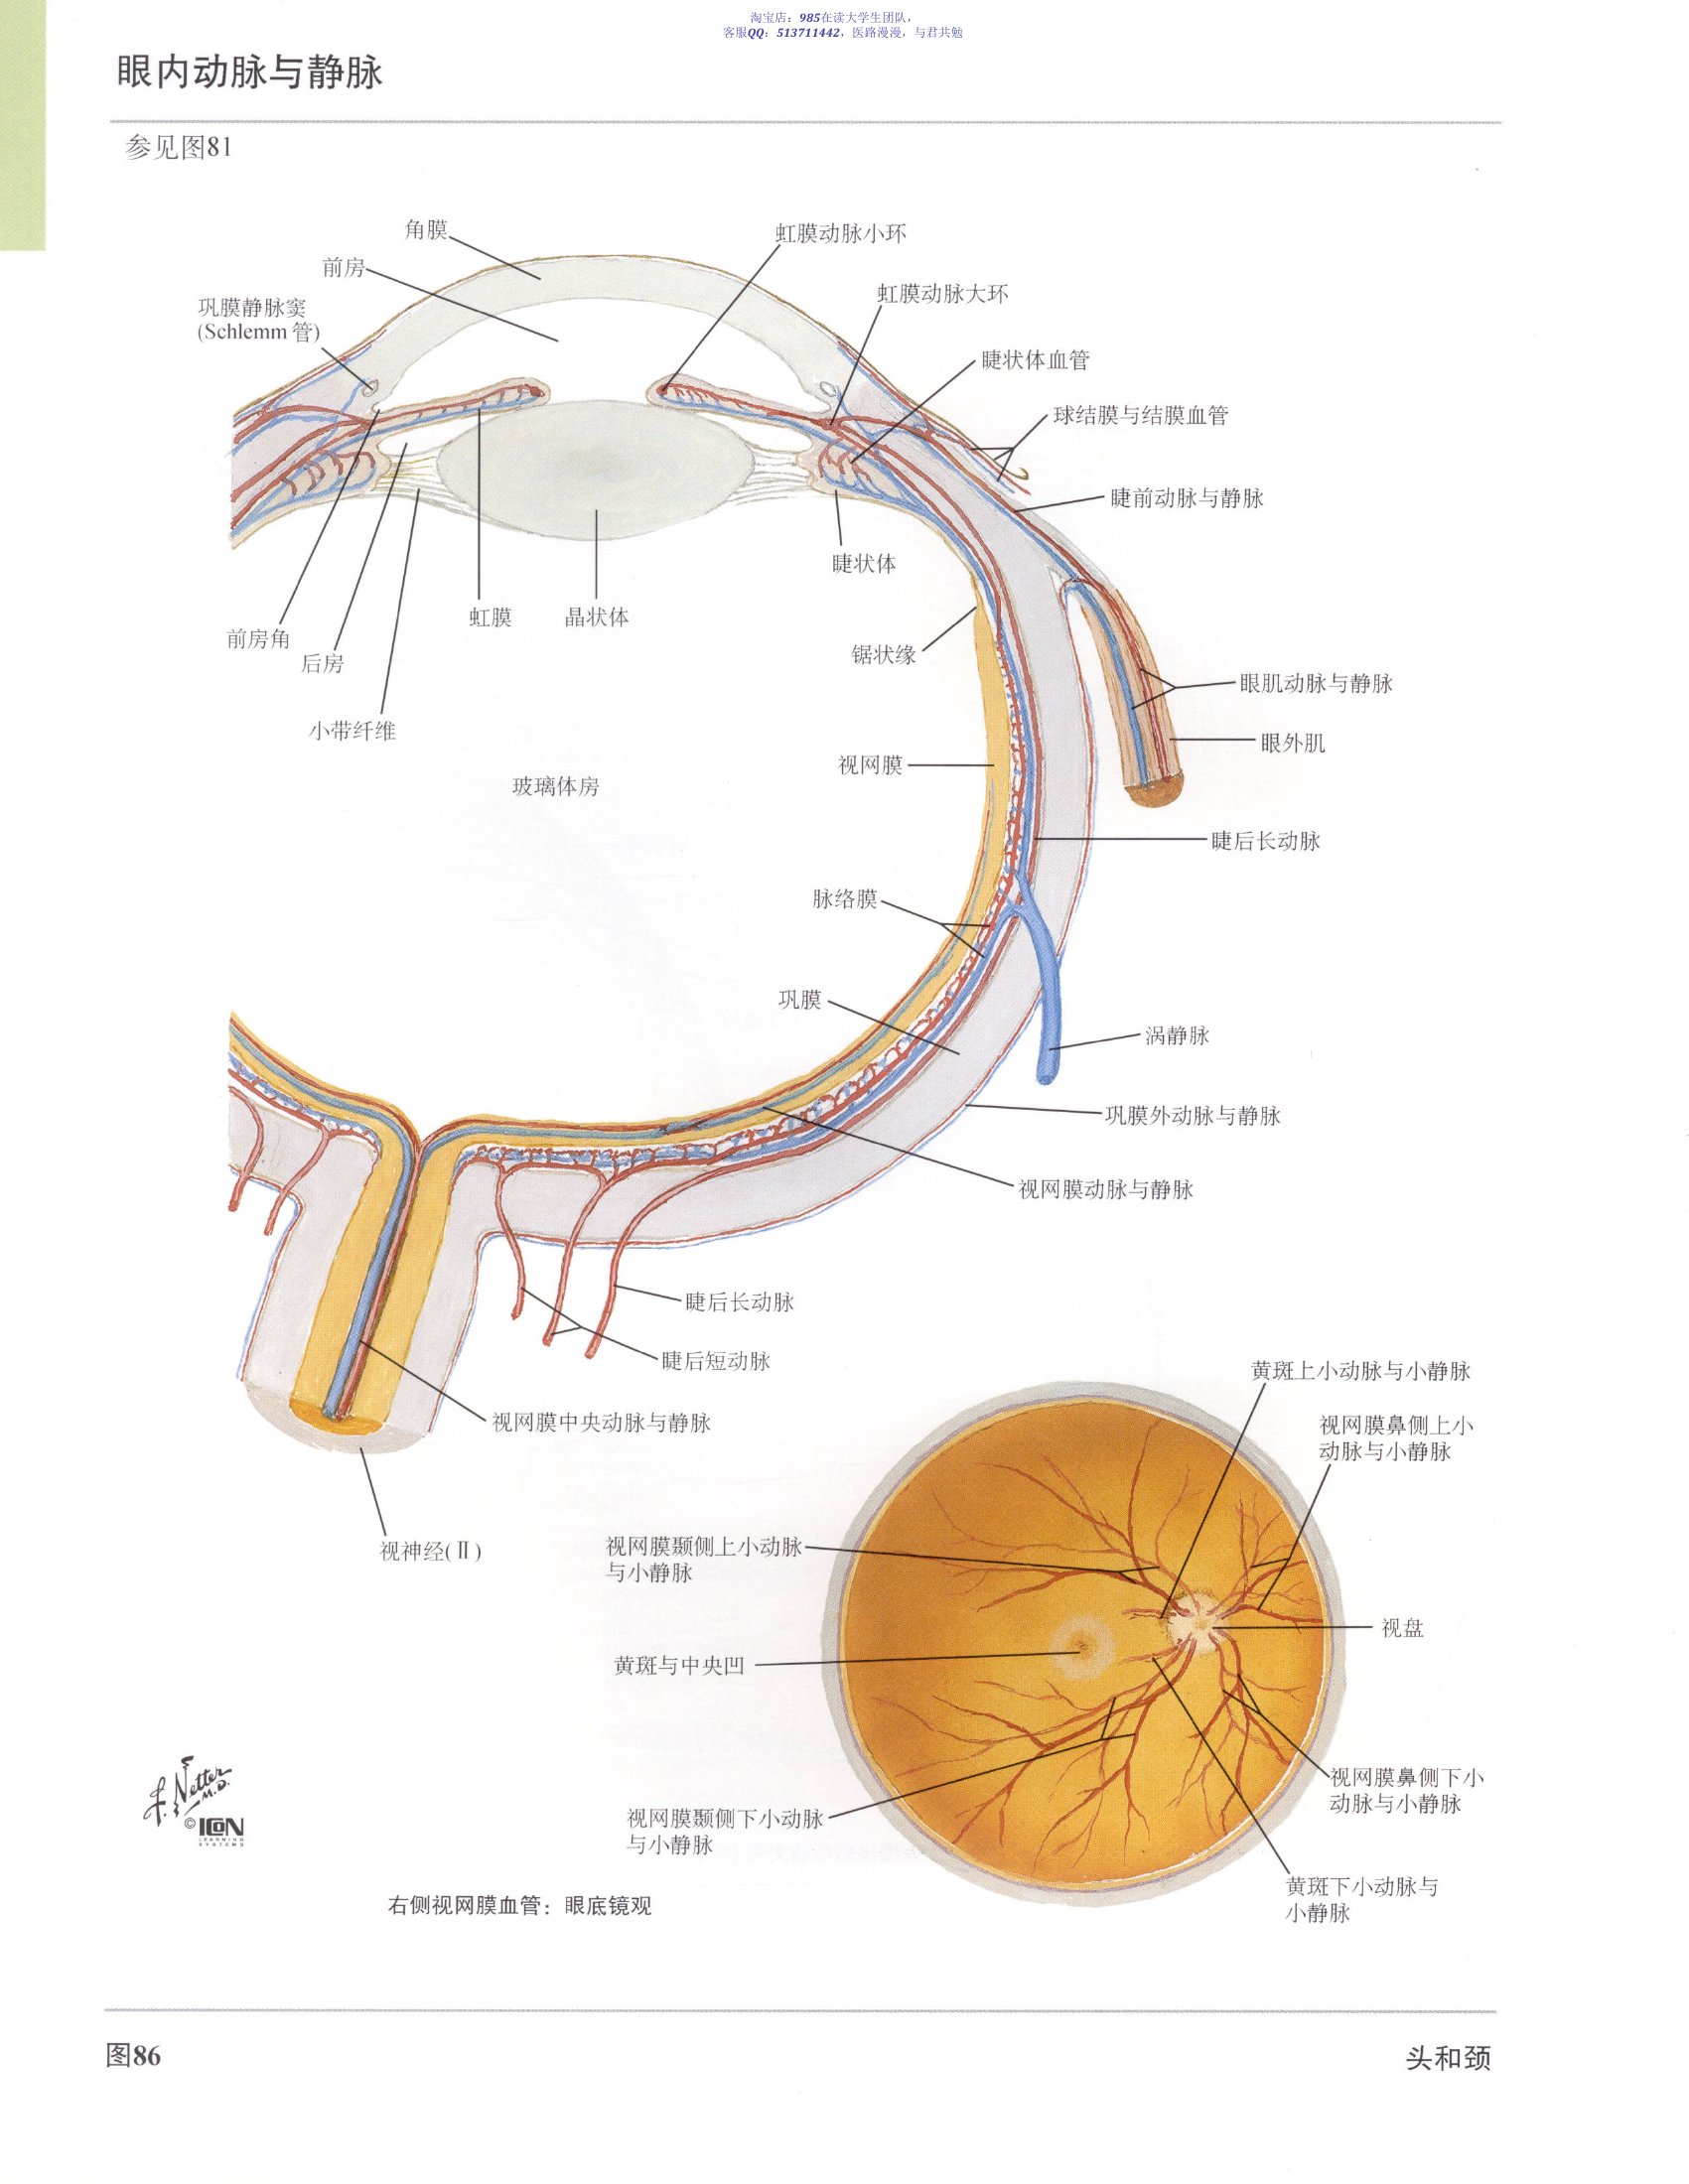 淘宝店：985在读大学生团队，
客服QQ：513711442，医路漫漫，与君共勉
眼内动脉与静脉
参见图81
角膜
虹膜动脉小环
前房
虹膜动脉大环
巩膜静脉窦
(Schlemm 管)
睫状体血管
球结膜与结膜血管
睫前动脉与静脉
睫状体
虹膜
晶状体
前房角
后房
锯状缘
眼肌动脉与静脉
小带纤维
眼外肌
视网膜
玻璃体房
睫后长动脉
脉络膜
巩膜
涡静脉
巩膜外动脉与静脉
视网膜动脉与静脉
睫后长动脉
睫后短动脉
视网膜中央动脉与静脉
视神经(Ⅱ)
黄斑上小动脉与小静脉
视网膜鼻侧上小
动脉与小静脉
视网膜颞侧上小动脉
与小静脉
视盘
黄斑与中央凹
视网膜鼻侧下小
动脉与小静脉
视网膜颞侧下小动脉
与小静脉
黄斑下小动脉与
小静脉
F. Netter
M.D.
© ICON
LEARNING
SYSTEMS
右侧视网膜血管：眼底镜观
图86
头和颈